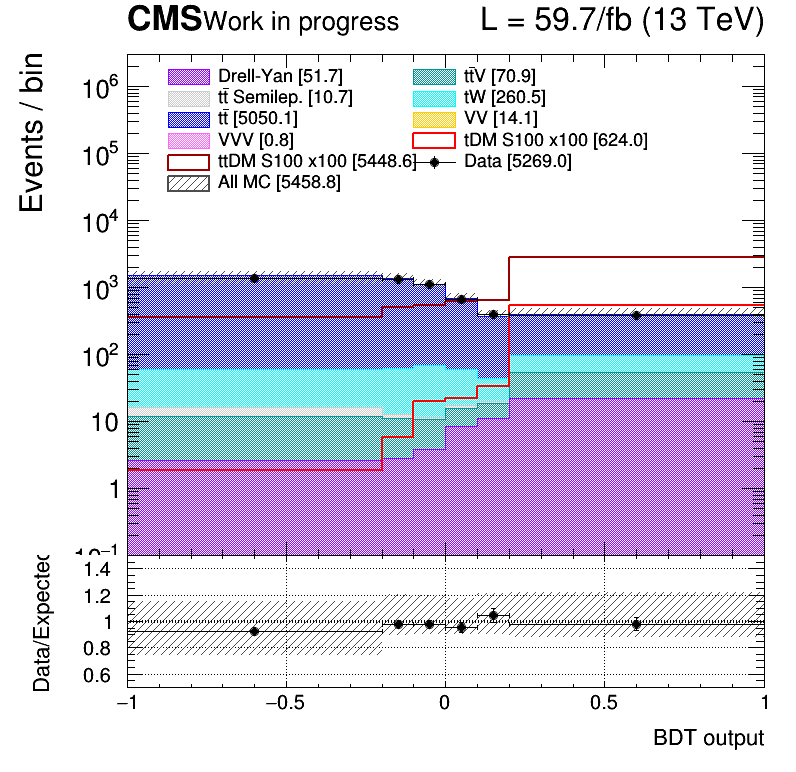 CMS Work in progress L = 59.7/fb (13 TeV)
Events / bin
Drell-Yan [51.7] tt̄V [70.9]
tt̄ Semilep. [10.7] tW [260.5]
tt̄ [5050.1] VV [14.1]
VVV [0.8] tDM S100 x100 [624.0]
ttDM S100 x100 [5448.6] Data [5269.0]
All MC [5458.8]
10⁶
10⁵
10⁴
10³
10²
10
1
10⁻¹
Data/Expected
1.4
1.2
1
0.8
0.6
−1 −0.5 0 0.5 1
BDT output